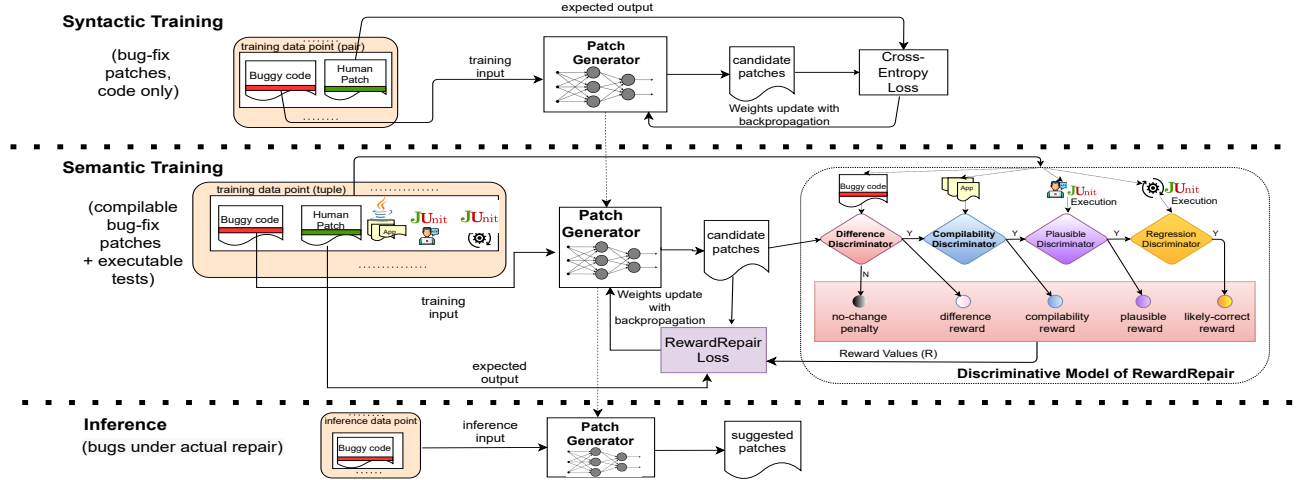 Syntactic Training
(bug-fix
patches,
code only)
expected output
training data point (pair)
Buggy code
Human
Patch
training
input
Patch
Generator
candidate
patches
Cross-
Entropy
Loss
Weights update with
backpropagation
Semantic Training
(compilable
bug-fix
patches
+ executable
tests)
training data point (tuple)
Buggy code
Human
Patch
Java
App
JUnit
JUnit
training
input
expected
output
Patch
Generator
candidate
patches
Weights update
with
backpropagation
RewardRepair
Loss
Buggy code
App
JUnit
Execution
JUnit
Execution
Difference
Discriminator
Y
Compilability
Discriminator
Y
Plausible
Discriminator
Y
Regression
Discriminator
Y
N
no-change
penalty
difference
reward
compilability
reward
plausible
reward
likely-correct
reward
Reward Values (R)
Discriminative Model of RewardRepair
Inference
(bugs under actual repair)
inference data point
Buggy code
inference
input
Patch
Generator
suggested
patches